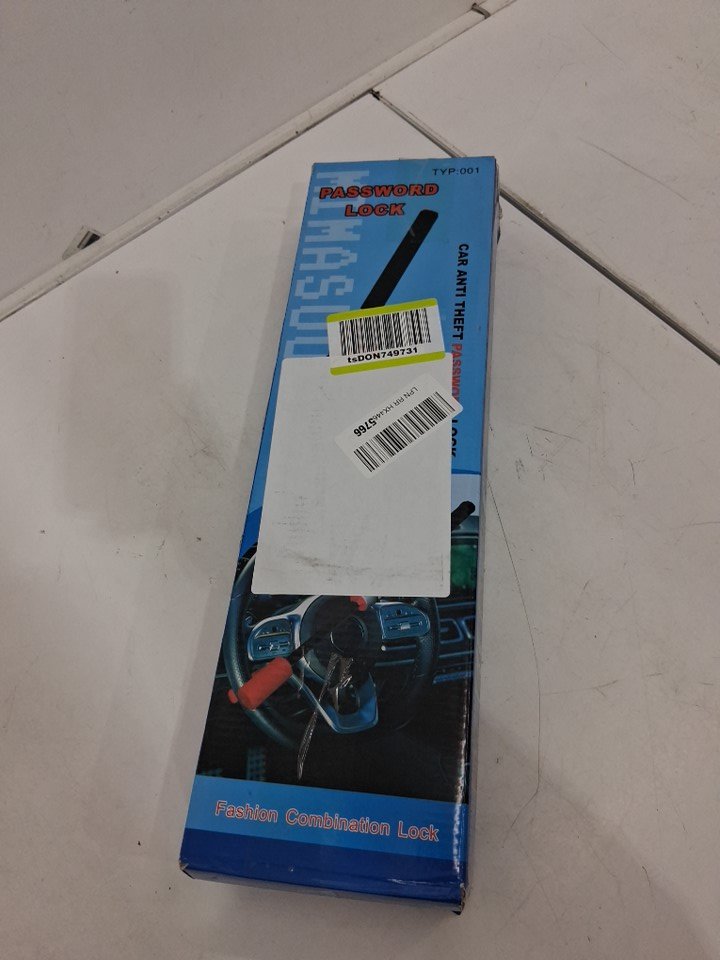 TYP:001
PASSWORD
LOCK
CAR ANTI THEFT
tsDON749731
5766
Fashion Combination Lock